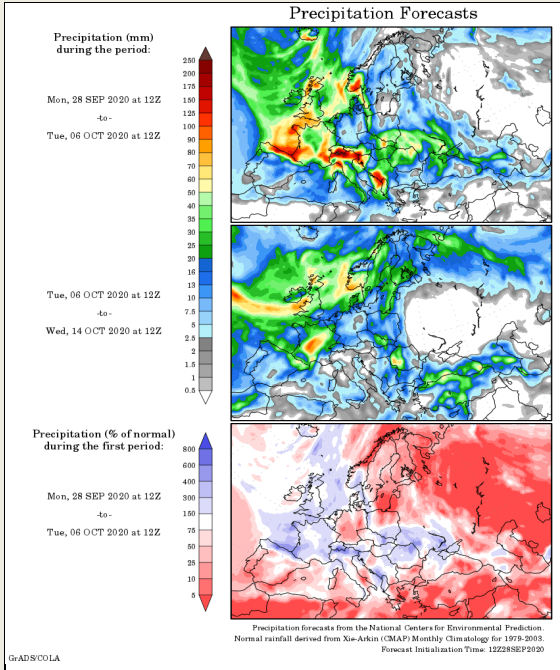 Precipitation Forecasts
Precipitation (mm)
during the period:
Mon, 28 SEP 2020 at 12Z
-to-
Tue, 06 OCT 2020 at 12Z
250
200
175
150
125
100
90
80
70
60
50
40
35
30
25
20
16
13
10
7.5
5
2.5
2
1.5
1
0.5
Tue, 06 OCT 2020 at 12Z
-to-
Wed, 14 OCT 2020 at 12Z
Precipitation (% of normal)
during the first period:
Mon, 28 SEP 2020 at 12Z
-to-
Tue, 06 OCT 2020 at 12Z
800
600
400
300
150
75
50
25
10
5
Precipitation forecasts from the National Centers for Environmental Prediction.
Normal rainfall derived from Xie-Arkin (CMAP) Monthly Climatology for 1979-2003.
Forecast Initialization Time: 12Z28SEP2020
GrADS/COLA